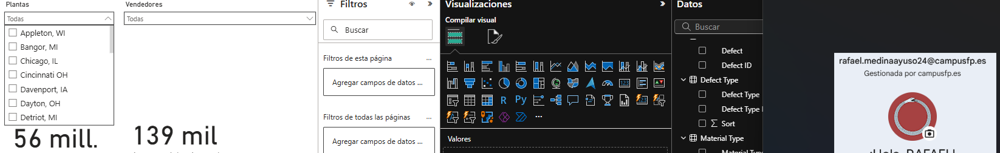 Plantas
Todas
Appleton, WI
Bangor, MI
Chicago, IL
Cincinnati OH
Davenport, IA
Dayton, OH
Detriot, MI
56 mill.
Vendedores
Todas
139 mil
Filtros
Buscar
Filtros de esta página
...
Agregar campos de datos ...
Filtros de todas las páginas
...
Agregar campos de datos ...
Visualizaciones
Compilar visual
123
R
Py
...
Valores
Datos
Buscar
Defect
Defect ID
Defect Type
Defect Type
Defect Type
Sort
Material Type
rafael.medinaayuso24@campusfp.es
Gestionada por campusfp.es